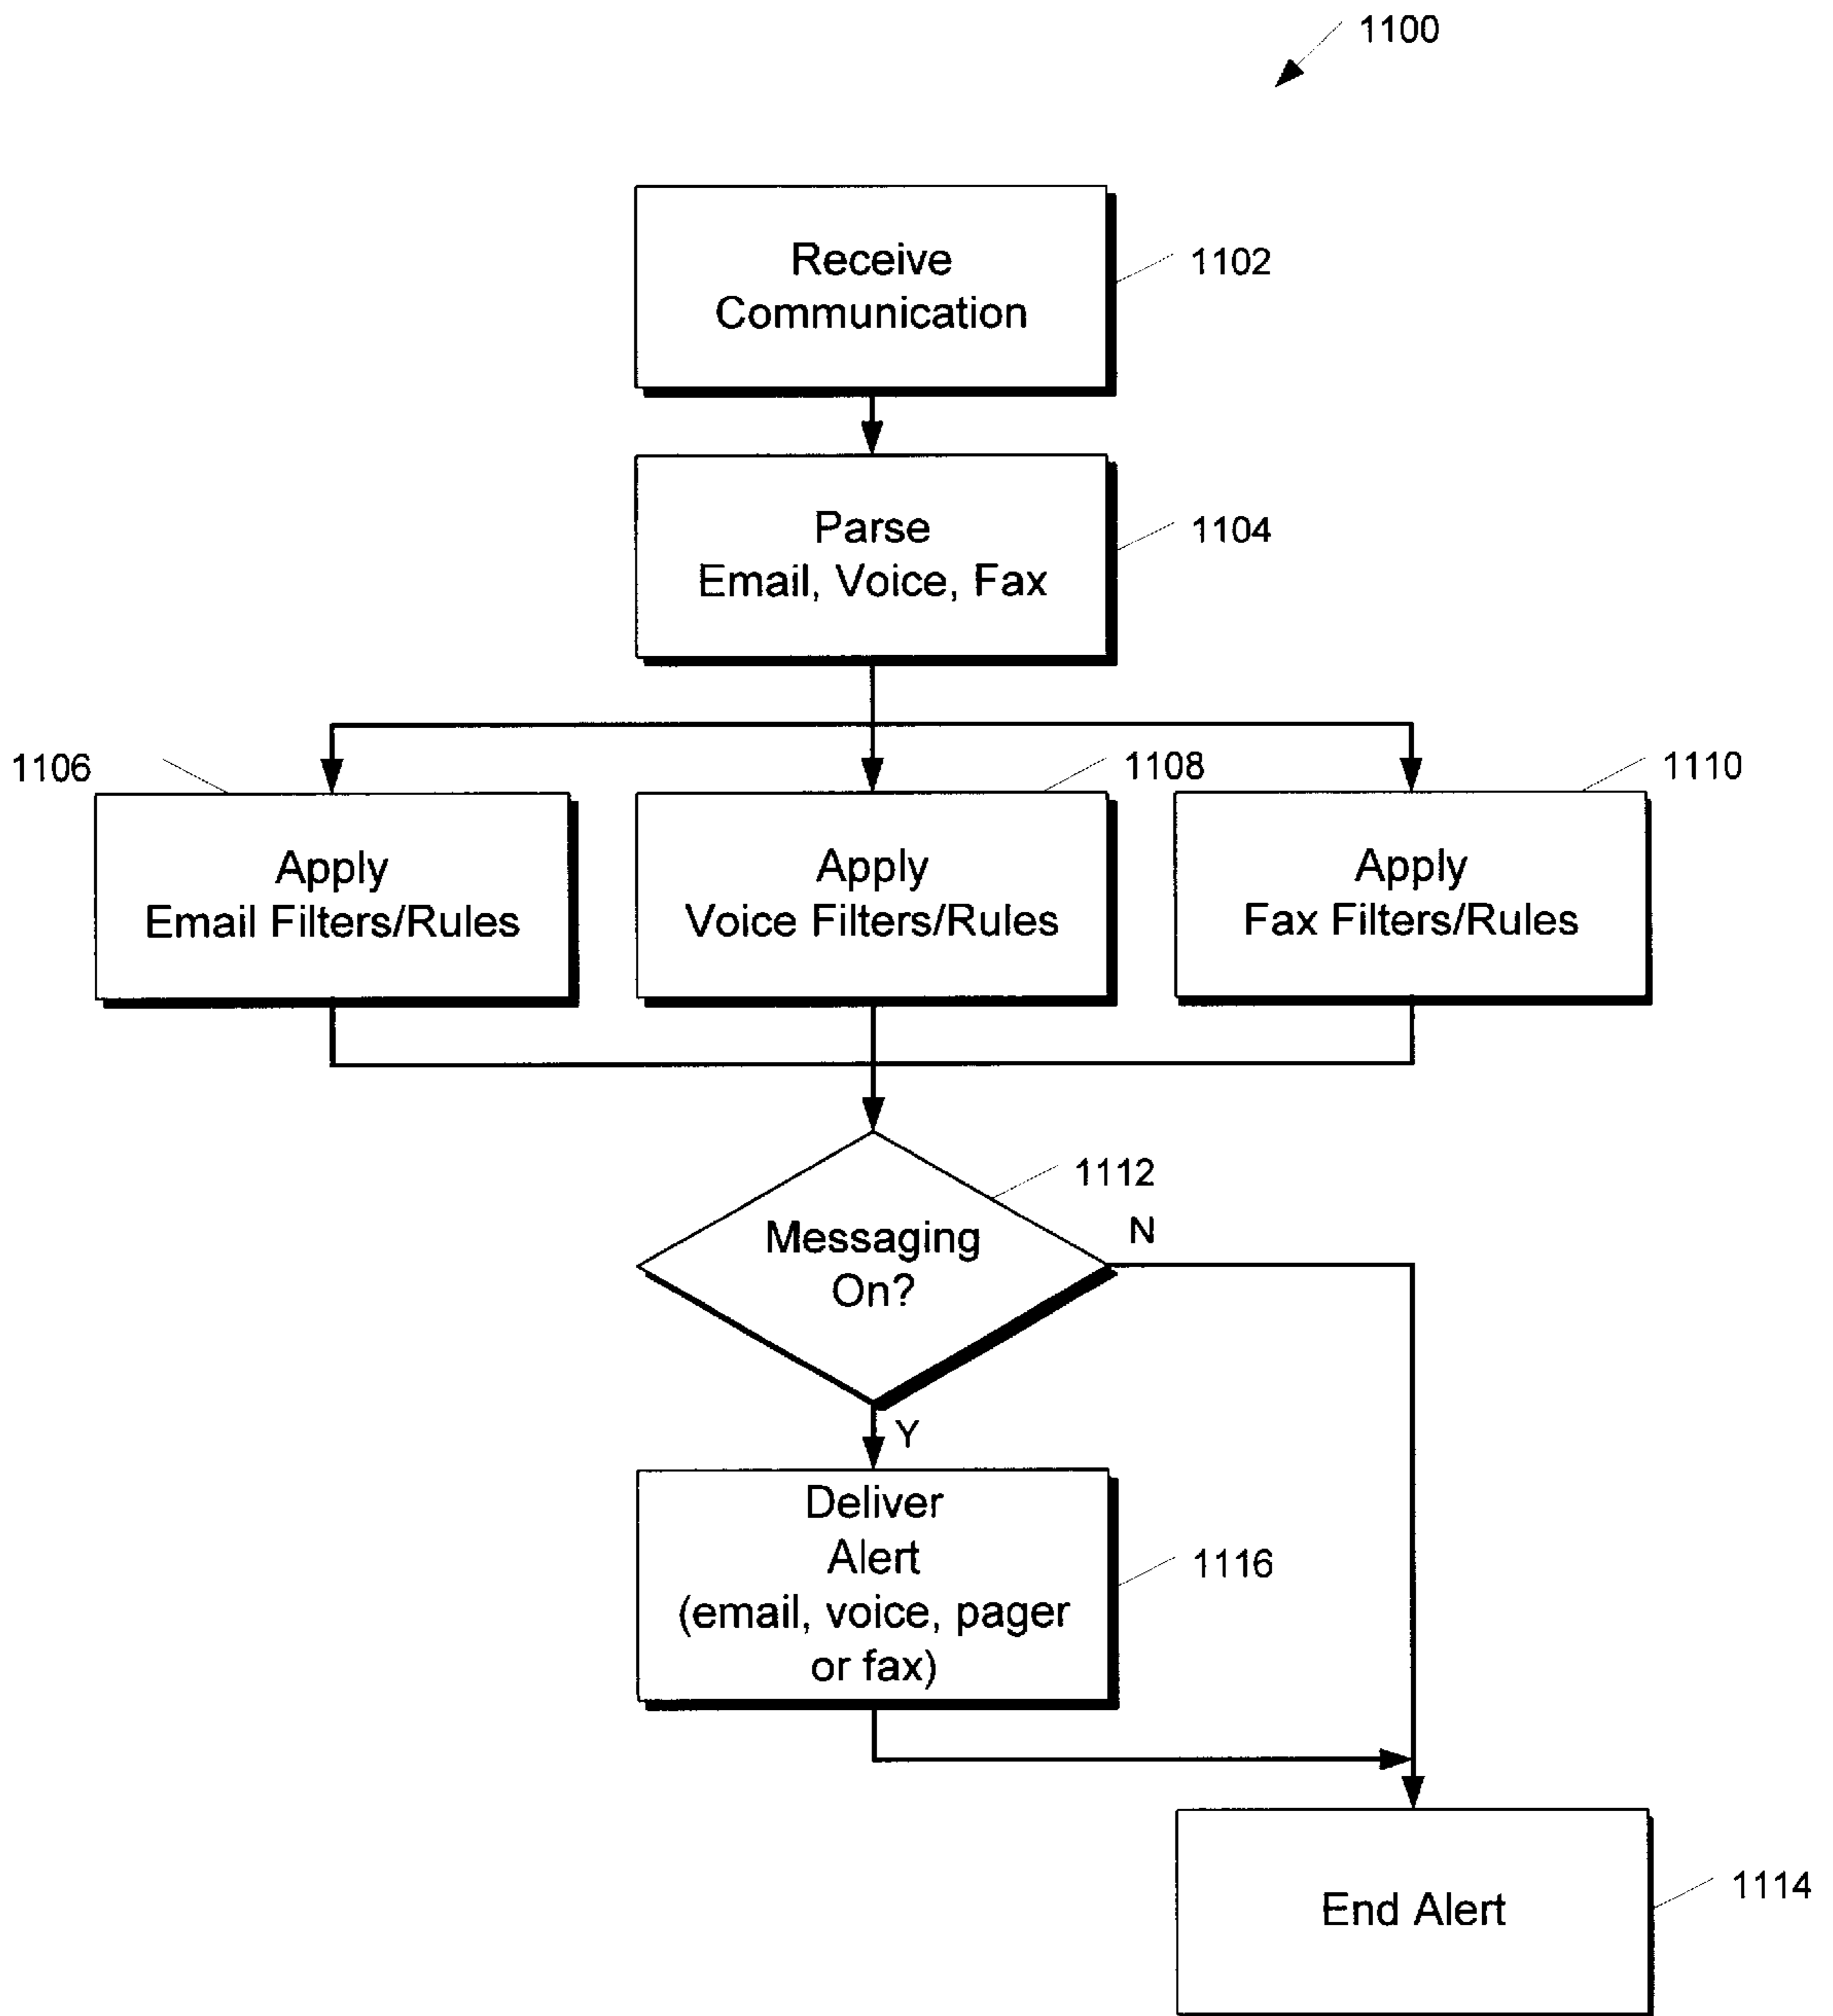 1100
Receive
Communication
1102
Parse
Email, Voice, Fax
1104
1106
1108
1110
Apply
Email Filters/Rules
Apply
Voice Filters/Rules
Apply
Fax Filters/Rules
1112
Messaging
On?
N
Y
Deliver
Alert
(email, voice, pager
or fax)
1116
End Alert
1114